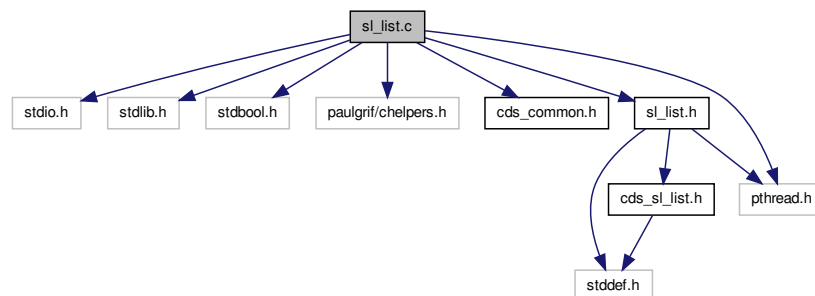 sl_list.c
stdio.h
stdlib.h
stdbool.h
paulgrif/chelpers.h
cds_common.h
sl_list.h
cds_sl_list.h
pthread.h
stddef.h